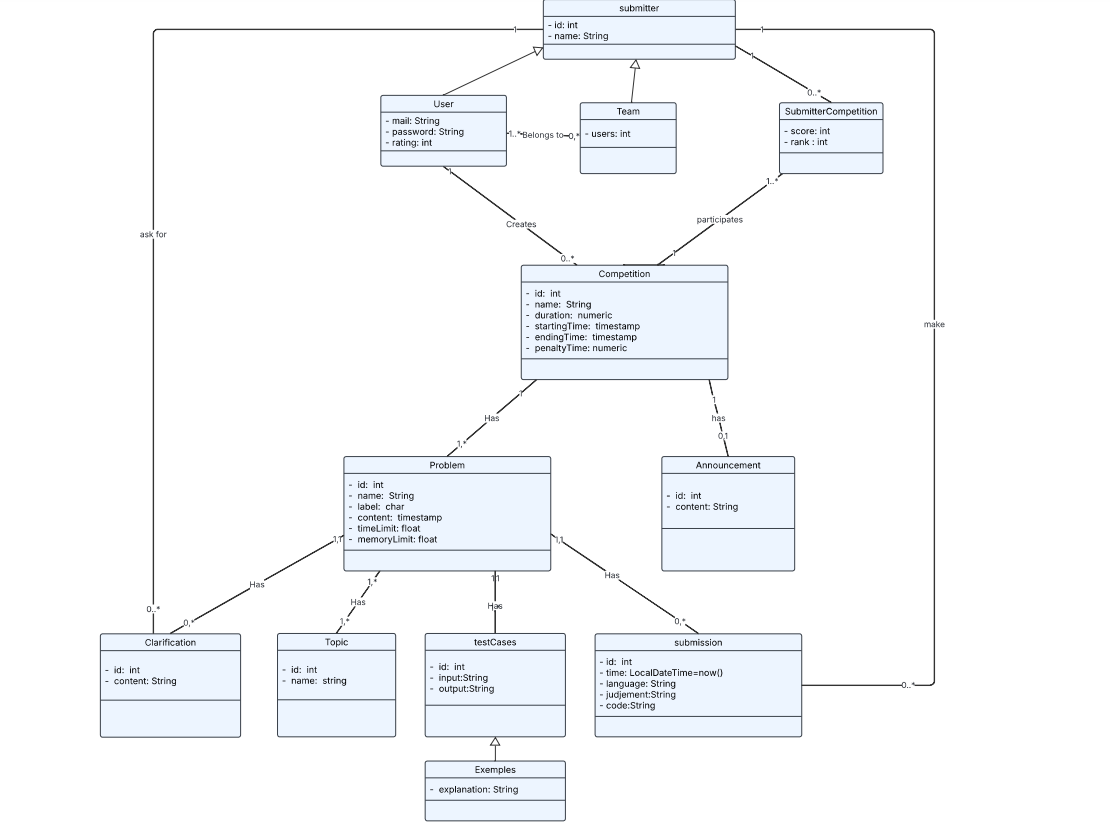 submitter
- id: int
- name: String
1
1
1
0..*
User
- mail: String
- password: String
- rating: int
1..*
Belongs to
0,*
Team
- users: int
SubmitterCompetition
- score: int
- rank : int
1
Creates
0..*
1..*
participates
1
ask for
make
Competition
- id: int
- name: String
- duration: numeric
- startingTime: timestamp
- endingTime: timestamp
- penaltyTime: numeric
1
Has
1,*
1
has
0,1
Problem
- id: int
- name: String
- label: char
- content: timestamp
- timeLimit: float
- memoryLimit: float
Announcement
- id: int
- content: String
1,1
Has
0,*
1,*
Has
1,*
1,1
Has
0,*
Has
0..*
Clarification
- id: int
- content: String
Topic
- id: int
- name: string
testCases
- id: int
- input:String
- output:String
submission
- id: int
- time: LocalDateTime=now()
- language: String
- judjement:String
- code:String
0..*
Exemples
- explanation: String